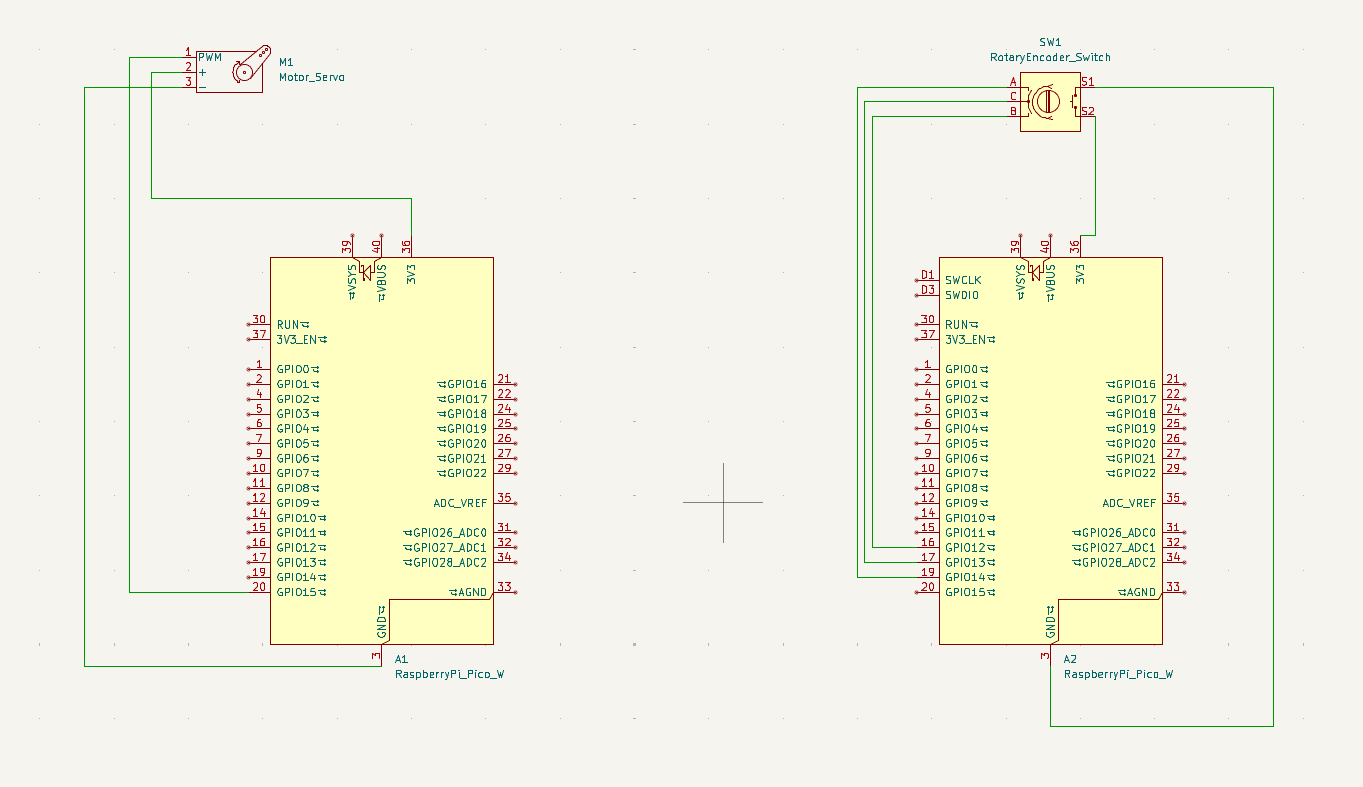 1 PWM
2 +
3 −
M1
Motor_Servo
39 40 36
⇄VSYS ⇄VBUS 3V3
30 RUN⇄
37 3V3_EN⇄
1 GPIO0⇄
2 GPIO1⇄ ⇄GPIO16 21
4 GPIO2⇄ ⇄GPIO17 22
5 GPIO3⇄ ⇄GPIO18 24
6 GPIO4⇄ ⇄GPIO19 25
7 GPIO5⇄ ⇄GPIO20 26
9 GPIO6⇄ ⇄GPIO21 27
10 GPIO7⇄ ⇄GPIO22 29
11 GPIO8⇄
12 GPIO9⇄ ADC_VREF 35
14 GPIO10⇄
15 GPIO11⇄ ⇄GPIO26_ADC0 31
16 GPIO12⇄ ⇄GPIO27_ADC1 32
17 GPIO13⇄ ⇄GPIO28_ADC2 34
19 GPIO14⇄
20 GPIO15⇄ ⇄AGND 33
GND⇄
3
A1
RaspberryPi_Pico_W
SW1
RotaryEncoder_Switch
A S1
C
B S2
39 40 36
⇄VSYS ⇄VBUS 3V3
D1 SWCLK
D3 SWDIO
30 RUN⇄
37 3V3_EN⇄
1 GPIO0⇄
2 GPIO1⇄ ⇄GPIO16 21
4 GPIO2⇄ ⇄GPIO17 22
5 GPIO3⇄ ⇄GPIO18 24
6 GPIO4⇄ ⇄GPIO19 25
7 GPIO5⇄ ⇄GPIO20 26
9 GPIO6⇄ ⇄GPIO21 27
10 GPIO7⇄ ⇄GPIO22 29
11 GPIO8⇄
12 GPIO9⇄ ADC_VREF 35
14 GPIO10⇄
15 GPIO11⇄ ⇄GPIO26_ADC0 31
16 GPIO12⇄ ⇄GPIO27_ADC1 32
17 GPIO13⇄ ⇄GPIO28_ADC2 34
19 GPIO14⇄
20 GPIO15⇄ ⇄AGND 33
GND⇄
3
A2
RaspberryPi_Pico_W